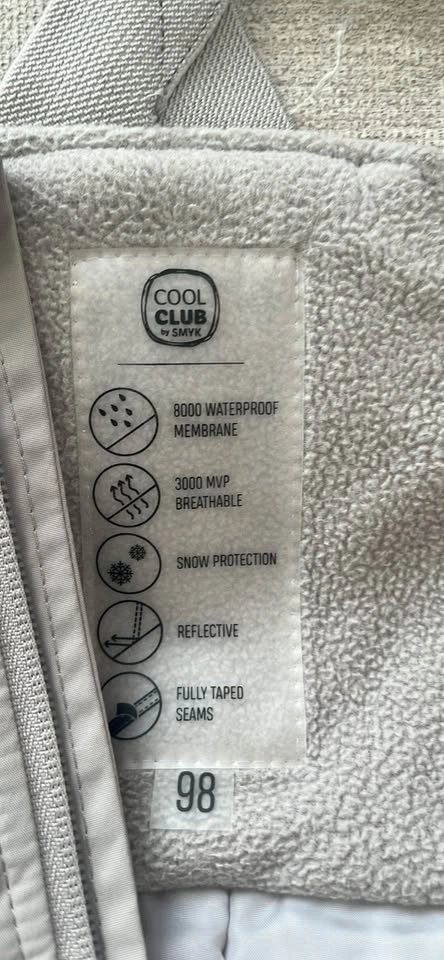 COOL
CLUB
by SMYK
8000 WATERPROOF
MEMBRANE
3000 MVP
BREATHABLE
SNOW PROTECTION
REFLECTIVE
FULLY TAPED
SEAMS
98